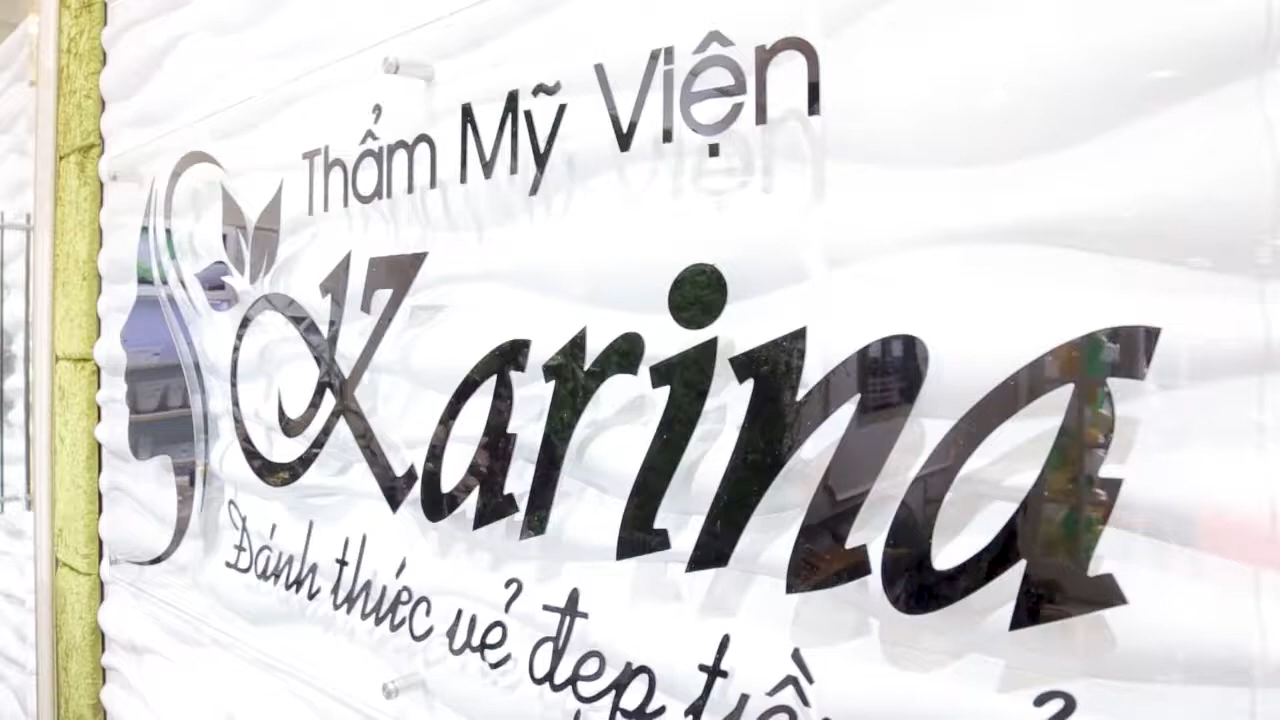 Thẩm Mỹ Viện
Karina
Đánh thức vẻ đẹp